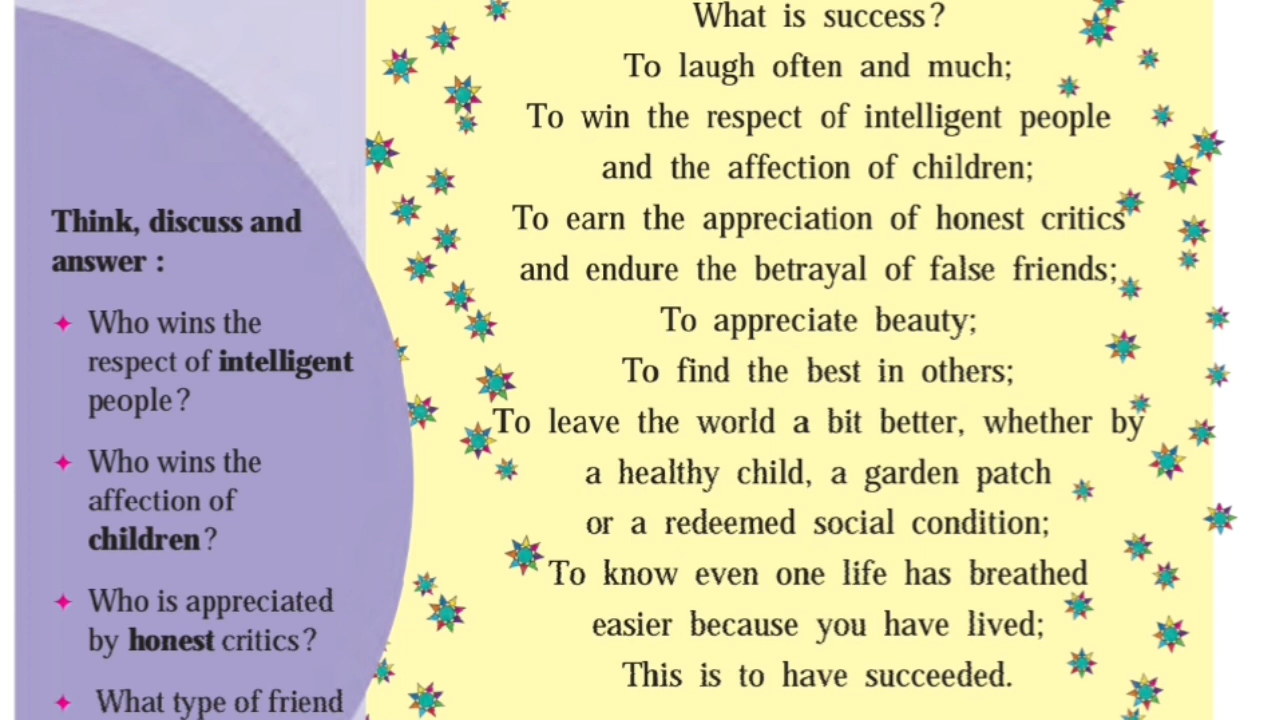 What is success?
To laugh often and much;
To win the respect of intelligent people
and the affection of children;
To earn the appreciation of honest critics
and endure the betrayal of false friends;
To appreciate beauty;
To find the best in others;
To leave the world a bit better, whether by
a healthy child, a garden patch
or a redeemed social condition;
To know even one life has breathed
easier because you have lived;
This is to have succeeded.
Think, discuss and
answer :
Who wins the
respect of intelligent
people?
Who wins the
affection of
children?
Who is appreciated
by honest critics?
What type of friend